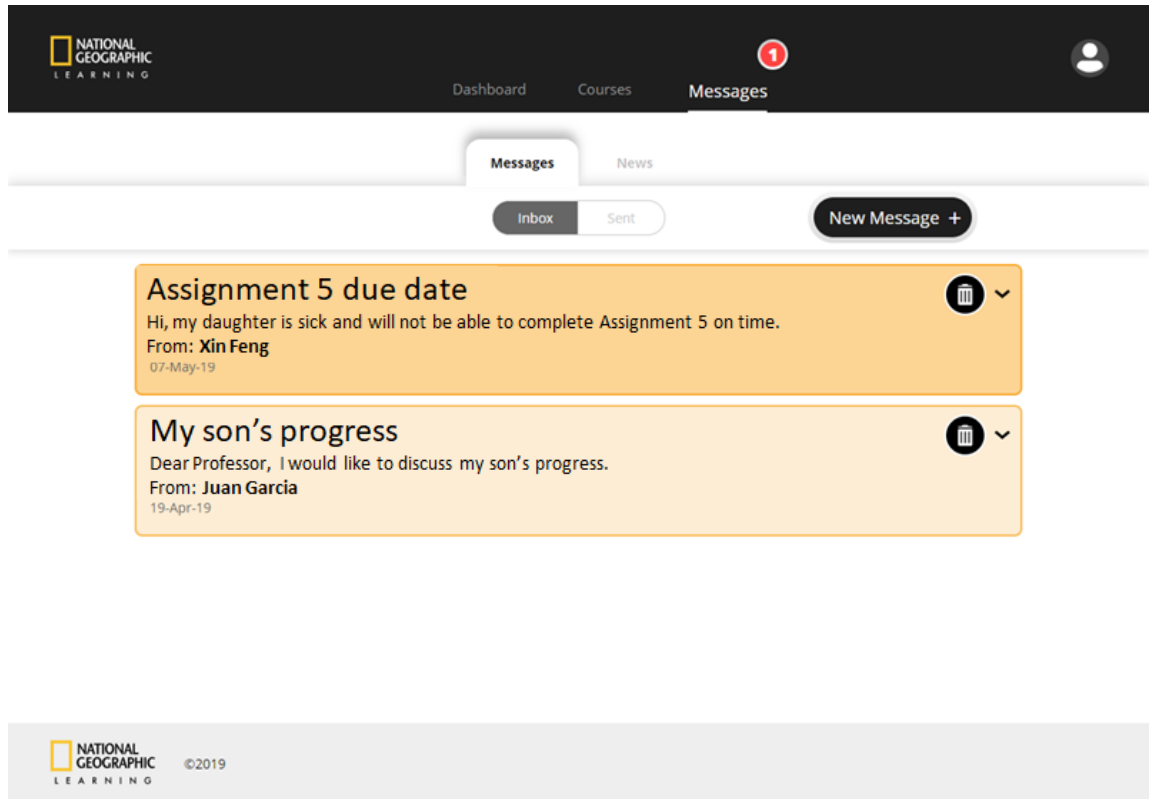 NATIONAL
GEOGRAPHIC
LEARNING
1
Dashboard Courses Messages
Messages News
Inbox Sent New Message +
Assignment 5 due date
Hi, my daughter is sick and will not be able to complete Assignment 5 on time.
From: Xin Feng
07-May-19
My son’s progress
Dear Professor, I would like to discuss my son’s progress.
From: Juan Garcia
19-Apr-19
NATIONAL
GEOGRAPHIC
LEARNING
©2019